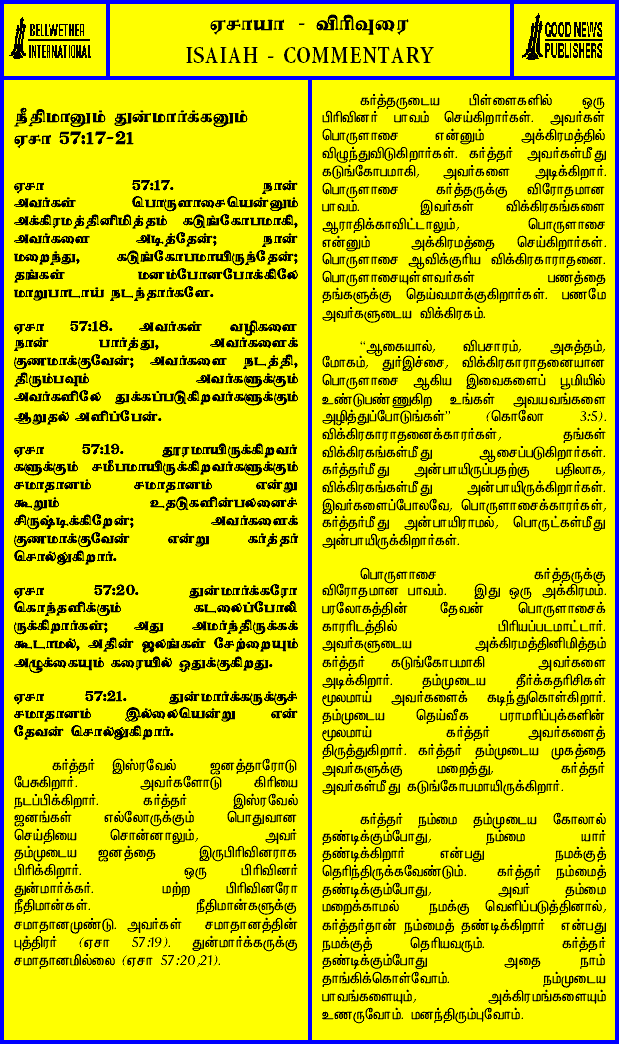 BELLWETHER
INTERNATIONAL
ஏசாயா - விரிவுரை
ISAIAH - COMMENTARY
GOOD NEWS
PUBLISHERS
நீதிமானும் துன்மார்க்கனும்
ஏசா 57:17-21
ஏசா 57:17. நான்
அவர்கள் பொருளாசையென்னும்
அக்கிரமத்தினிமித்தம் கடுங்கோபமாகி,
அவர்களை அடித்தேன்; நான்
மறைந்து, கடுங்கோபமாயிருந்தேன்;
தங்கள் மனம்போனபோக்கிலே
மாறுபாடாய் நடந்தார்களே.
ஏசா 57:18. அவர்கள் வழிகளை
நான் பார்த்து, அவர்களைக்
குணமாக்குவேன்; அவர்களை நடத்தி,
திரும்பவும் அவர்களுக்கும்
அவர்களிலே துக்கப்படுகிறவர்களுக்கும்
ஆறுதல் அளிப்பேன்.
ஏசா 57:19. தூரமாயிருக்கிறவர்
களுக்கும் சமீபமாயிருக்கிறவர்களுக்கும்
சமாதானம் சமாதானம் என்று
கூறும் உதடுகளின்பலனைச்
சிருஷ்டிக்கிறேன்; அவர்களைக்
குணமாக்குவேன் என்று கர்த்தர்
சொல்லுகிறார்.
ஏசா 57:20. துன்மார்க்கரோ
கொந்தளிக்கும் கடலைப்போலி
ருக்கிறார்கள்; அது அமர்ந்திருக்கக்
கூடாமல், அதின் ஜலங்கள் சேற்றையும்
அழுக்கையும் கரையில் ஒதுக்குகிறது.
ஏசா 57:21. துன்மார்க்கருக்குச்
சமாதானம் இல்லையென்று என்
தேவன் சொல்லுகிறார்.
கர்த்தர் இஸ்ரவேல் ஜனத்தாரோடு
பேசுகிறார். அவர்களோடு கிரியை
நடப்பிக்கிறார். கர்த்தர் இஸ்ரவேல்
ஜனங்கள் எல்லோருக்கும் பொதுவான
செய்தியை சொன்னாலும், அவர்
தம்முடைய ஜனத்தை இருபிரிவினராக
பிரிக்கிறார். ஒரு பிரிவினர்
துன்மார்க்கர். மற்ற பிரிவினரோ
நீதிமான்கள். நீதிமான்களுக்கு
சமாதானமுண்டு. அவர்கள் சமாதானத்தின்
புத்திரர் (ஏசா 57:19). துன்மார்க்கருக்கு
சமாதானமில்லை (ஏசா 57:20,21).
கர்த்தருடைய பிள்ளைகளில் ஒரு
பிரிவினர் பாவம் செய்கிறார்கள். அவர்கள்
பொருளாசை என்னும் அக்கிரமத்தில்
விழுந்துவிடுகிறார்கள். கர்த்தர் அவர்கள்மீது
கடுங்கோபமாகி, அவர்களை அடிக்கிறார்.
பொருளாசை கர்த்தருக்கு விரோதமான
பாவம். இவர்கள் விக்கிரகங்களை
ஆராதிக்காவிட்டாலும், பொருளாசை
என்னும் அக்கிரமத்தை செய்கிறார்கள்.
பொருளாசை ஆவிக்குரிய விக்கிரகாராதனை.
பொருளாசையுள்ளவர்கள் பணத்தை
தங்களுக்கு தெய்வமாக்குகிறார்கள். பணமே
அவர்களுடைய விக்கிரகம்.
“ஆகையால், விபசாரம், அசுத்தம்,
மோகம், துர்இச்சை, விக்கிரகாராதனையான
பொருளாசை ஆகிய இவைகளைப் பூமியில்
உண்டுபண்ணுகிற உங்கள் அவயவங்களை
அழித்துப்போடுங்கள்” (கொலோ 3:5).
விக்கிரகாராதனைக்காரர்கள், தங்கள்
விக்கிரகங்கள்மீது ஆசைப்படுகிறார்கள்.
கர்த்தர்மீது அன்பாயிருப்பதற்கு பதிலாக,
விக்கிரகங்கள்மீது அன்பாயிருக்கிறார்கள்.
இவர்களைப்போலவே, பொருளாசைக்காரர்கள்,
கர்த்தர்மீது அன்பாயிராமல், பொருட்கள்மீது
அன்பாயிருக்கிறார்கள்.
பொருளாசை கர்த்தருக்கு
விரோதமான பாவம். இது ஒரு அக்கிரமம்.
பரலோகத்தின் தேவன் பொருளாசைக்
காரரிடத்தில் பிரியப்படமாட்டார்.
அவர்களுடைய அக்கிரமத்தினிமித்தம்
கர்த்தர் கடுங்கோபமாகி அவர்களை
அடிக்கிறார். தம்முடைய தீர்க்கதரிசிகள்
மூலமாய் அவர்களைக் கடிந்துகொள்கிறார்.
தம்முடைய தெய்வீக பராமரிப்புக்களின்
மூலமாய் கர்த்தர் அவர்களைத்
திருத்துகிறார். கர்த்தர் தம்முடைய முகத்தை
அவர்களுக்கு மறைத்து, கர்த்தர்
அவர்கள்மீது கடுங்கோபமாயிருக்கிறார்.
கர்த்தர் நம்மை தம்முடைய கோலால்
தண்டிக்கும்போது, நம்மை யார்
தண்டிக்கிறார் என்பது நமக்குத்
தெரிந்திருக்கவேண்டும். கர்த்தர் நம்மைத்
தண்டிக்கும்போது, அவர் தம்மை
மறைக்காமல் நமக்கு வெளிப்படுத்தினால்,
கர்த்தர்தான் நம்மைத் தண்டிக்கிறார் என்பது
நமக்குத் தெரியவரும். கர்த்தர்
தண்டிக்கும்போது அதை நாம்
தாங்கிக்கொள்வோம். நம்முடைய
பாவங்களையும், அக்கிரமங்களையும்
உணருவோம். மனந்திரும்புவோம்.